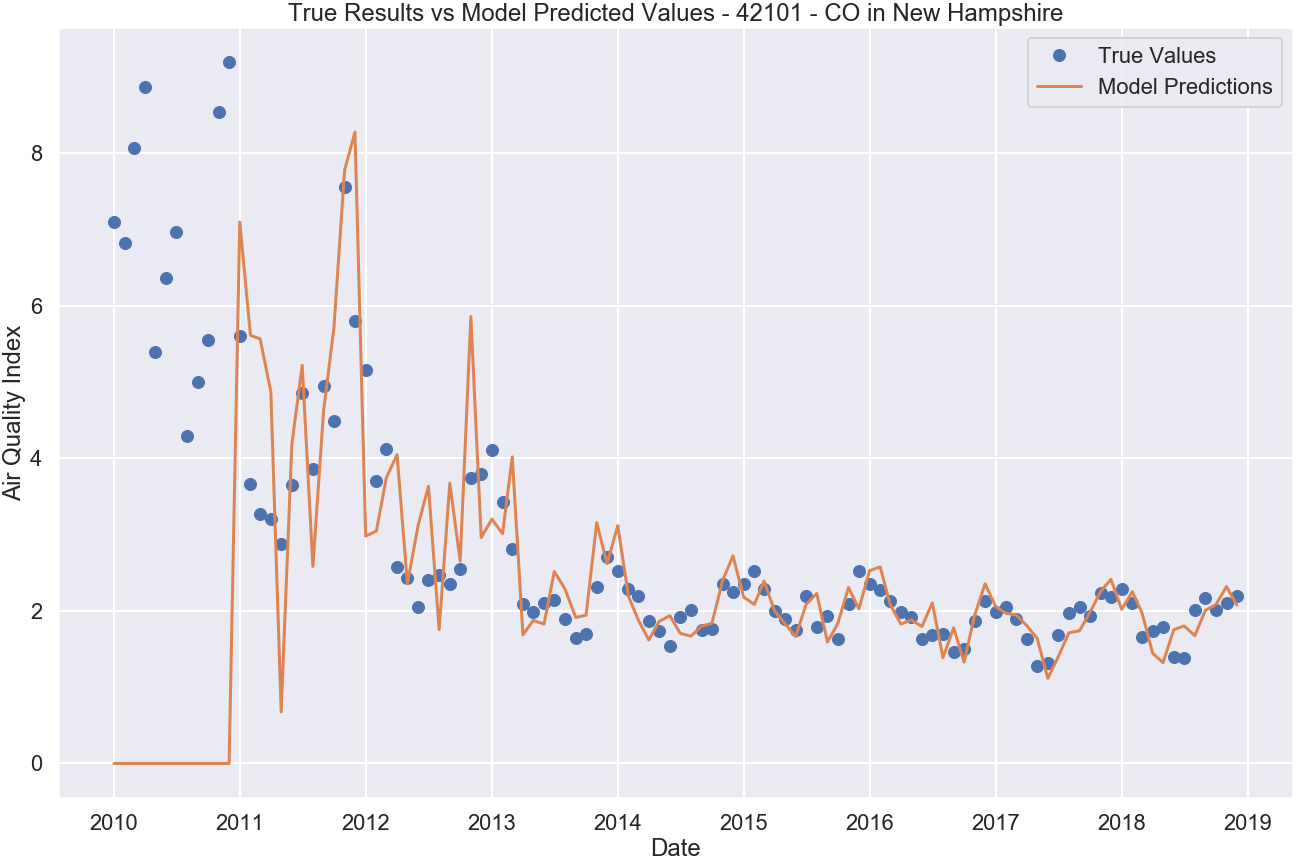 True Results vs Model Predicted Values - 42101 - CO in New Hampshire
True Values
Model Predictions
Air Quality Index
8
6
4
2
0
2010 2011 2012 2013 2014 2015 2016 2017 2018 2019
Date